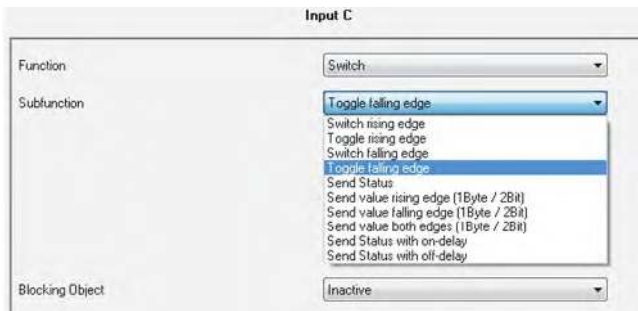 Input C
Function Switch
Subfunction Toggle falling edge
Switch rising edge
Toggle rising edge
Switch falling edge
Toggle falling edge
Send Status
Send value rising edge (1Byte / 2Bit)
Send value falling edge (1Byte / 2Bit)
Send value both edges (1Byte / 2Bit)
Send Status with on-delay
Send Status with off-delay
Blocking Object Inactive